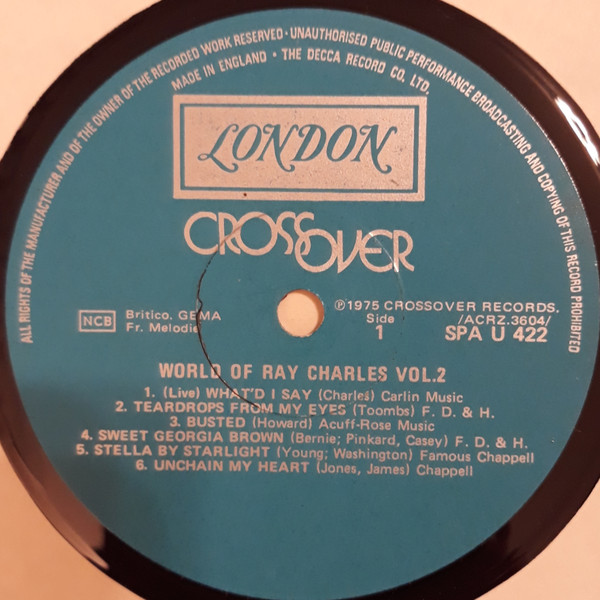 ALL RIGHTS OF THE MANUFACTURER AND OF THE OWNER OF THE RECORDED WORK RESERVED · UNAUTHORISED PUBLIC PERFORMANCE BROADCASTING AND COPYING OF THIS RECORD PROHIBITED
MADE IN ENGLAND · THE DECCA RECORD CO. LTD.
LONDON
CROSSOVER
NCB
Britico. GEMA
Fr. Melodie
℗1975 CROSSOVER RECORDS.
Side /ACRZ.3604/
1 SPA U 422
WORLD OF RAY CHARLES VOL.2
1. (Live) WHAT'D I SAY (Charles) Carlin Music
2. TEARDROPS FROM MY EYES (Toombs) F. D. & H.
3. BUSTED (Howard) Acuff-Rose Music
4. SWEET GEORGIA BROWN (Bernie; Pinkard, Casey) F. D. & H.
5. STELLA BY STARLIGHT (Young; Washington) Famous Chappell
6. UNCHAIN MY HEART (Jones, James) Chappell